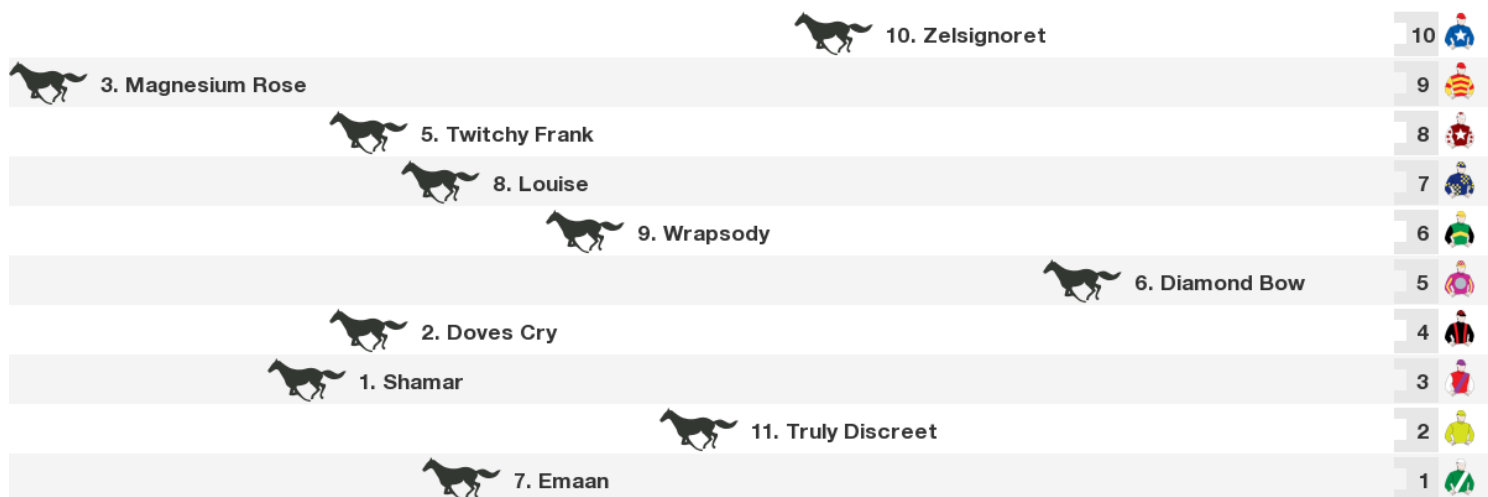 10. Zelsignoret 10
3. Magnesium Rose 9
5. Twitchy Frank 8
8. Louise 7
9. Wrapsody 6
6. Diamond Bow 5
2. Doves Cry 4
1. Shamar 3
11. Truly Discreet 2
7. Emaan 1